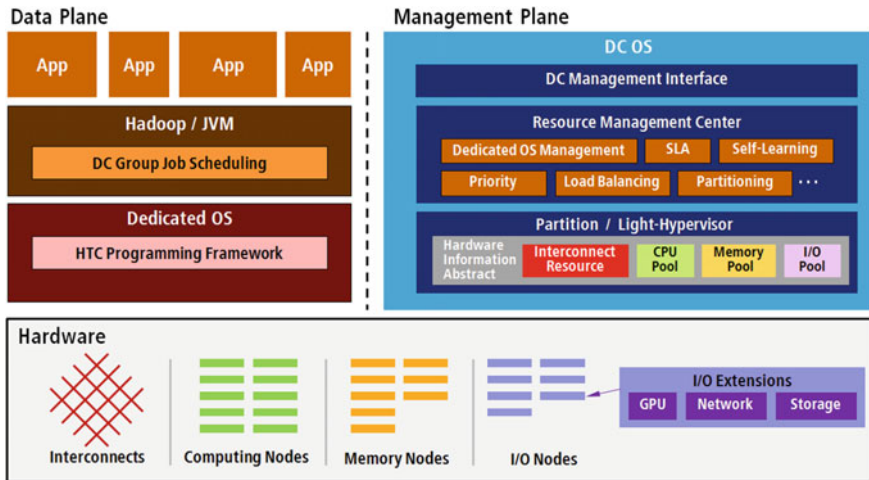 Data Plane
App
App
App
App
Hadoop / JVM
DC Group Job Scheduling
Dedicated OS
HTC Programming Framework
Management Plane
DC OS
DC Management Interface
Resource Management Center
Dedicated OS Management
SLA
Self-Learning
Priority
Load Balancing
Partitioning
...
Partition / Light-Hypervisor
Hardware
Information
Abstract
Interconnect
Resource
CPU
Pool
Memory
Pool
I/O
Pool
Hardware
Interconnects
Computing Nodes
Memory Nodes
I/O Nodes
I/O Extensions
GPU
Network
Storage